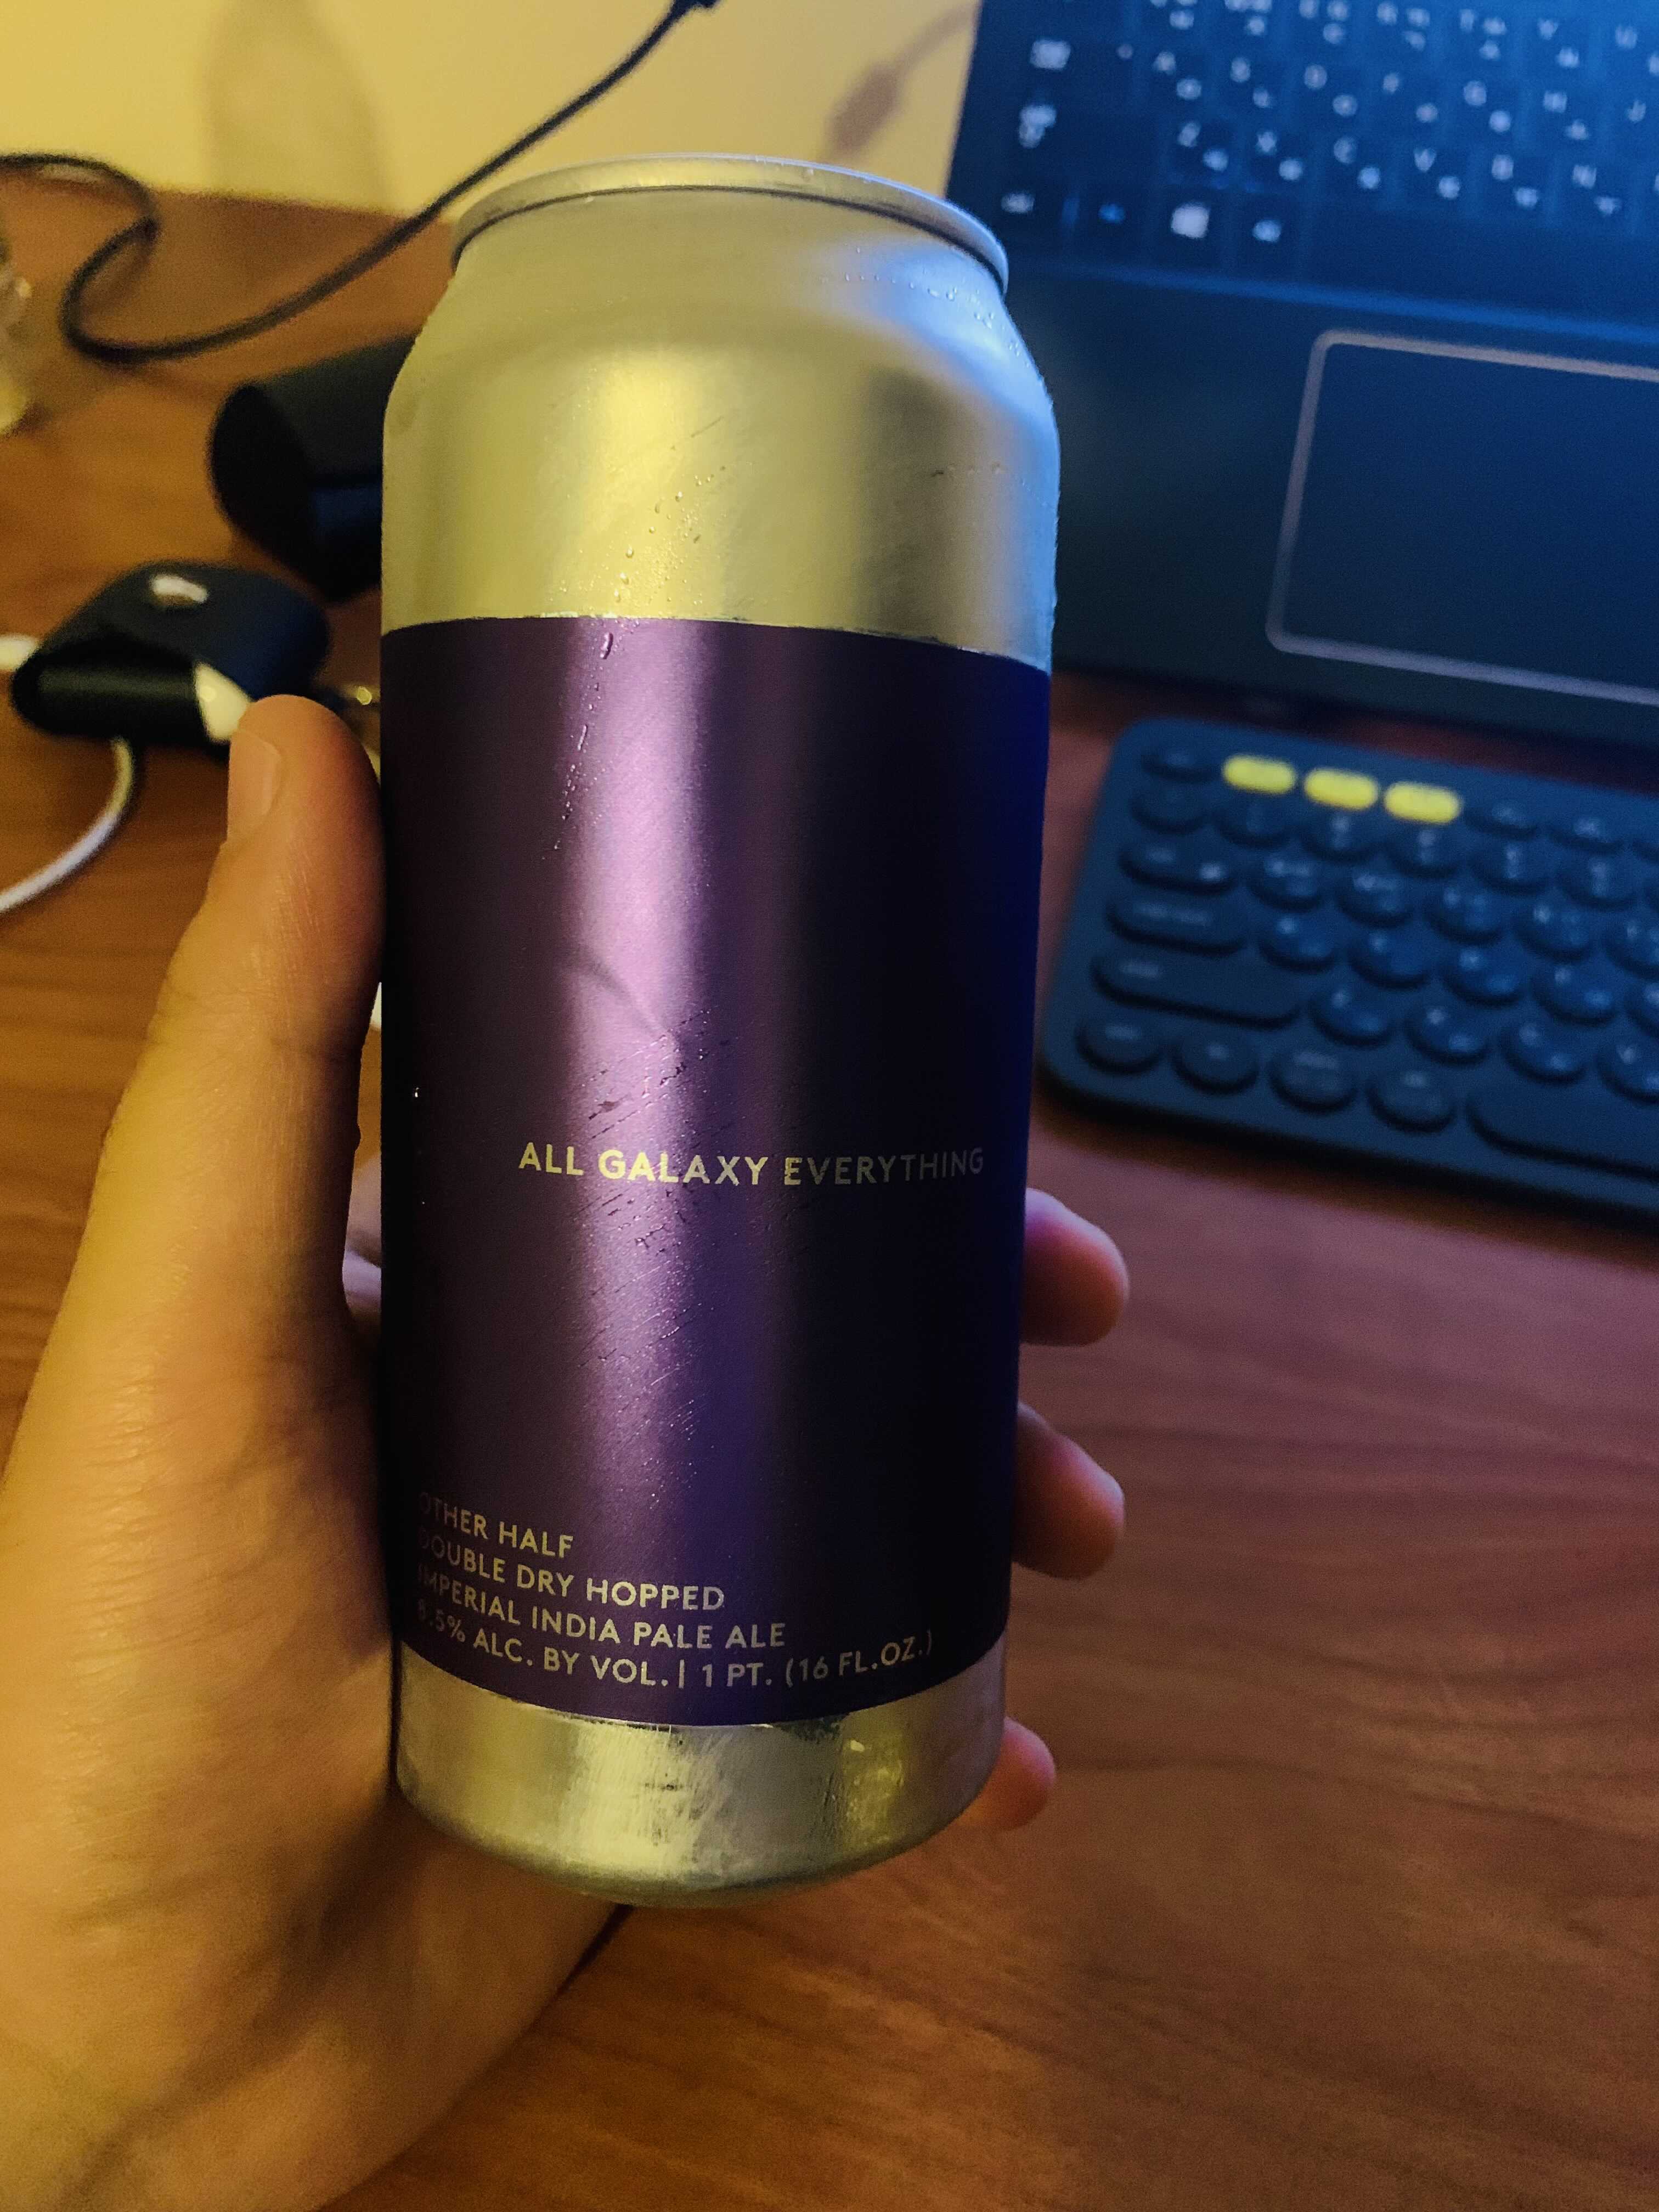 ALL GALAXY EVERYTHING
OTHER HALF
DOUBLE DRY HOPPED
IMPERIAL INDIA PALE ALE
8.5% ALC. BY VOL. | 1 PT. (16 FL.OZ.)